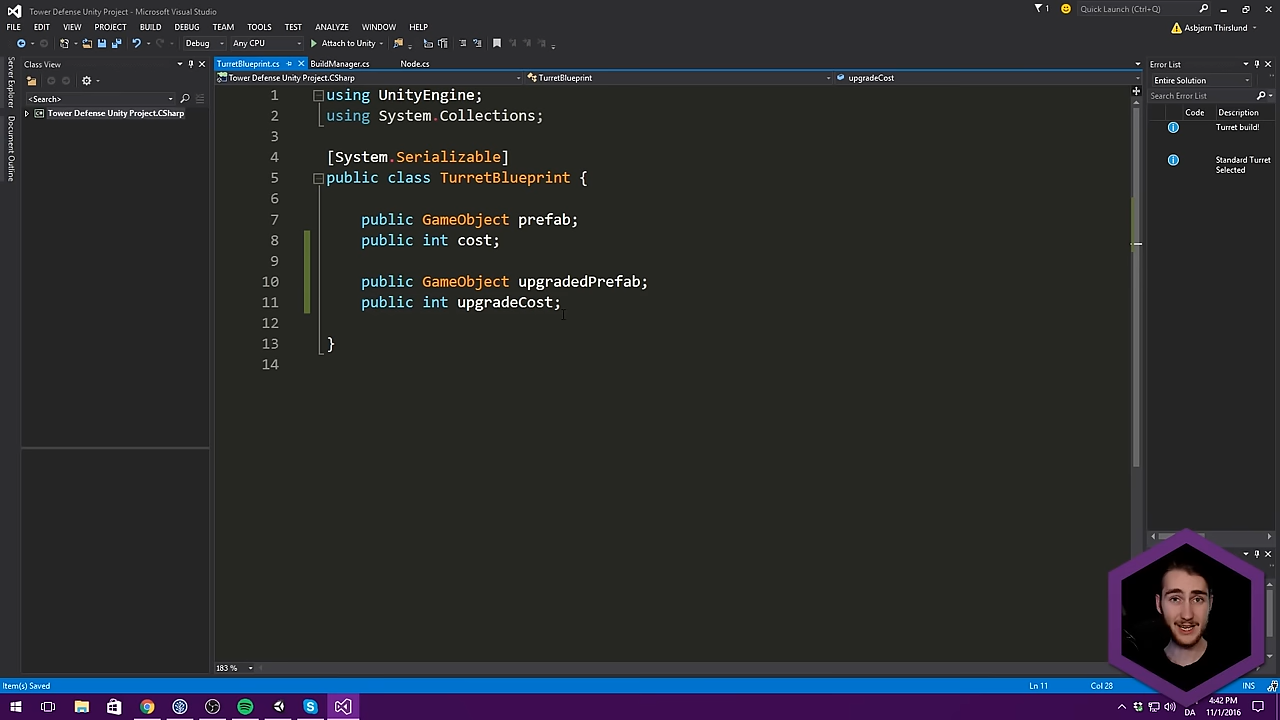 Tower Defense Unity Project - Microsoft Visual Studio
1
Quick Launch (Ctrl+Q)
FILE EDIT VIEW PROJECT BUILD DEBUG TEAM TOOLS TEST ANALYZE WINDOW HELP
Asbjørn Thirslund
Debug Any CPU Attach to Unity
Server Explorer
Document Outline
Class View
<Search>
Tower Defense Unity Project.CSharp
TurretBlueprint.cs BuildManager.cs Node.cs
Tower Defense Unity Project.CSharp TurretBlueprint upgradeCost
1 using UnityEngine;
2 using System.Collections;
3
4 [System.Serializable]
5 public class TurretBlueprint {
6
7 public GameObject prefab;
8 public int cost;
9
10 public GameObject upgradedPrefab;
11 public int upgradeCost;
12
13 }
14
183 %
Error List
Entire Solution
Search Error List
Code Description
Turret build!
Standard Turret
Selected
Item(s) Saved Ln 11 Col 28 INS
DA
4:42 PM
11/1/2016